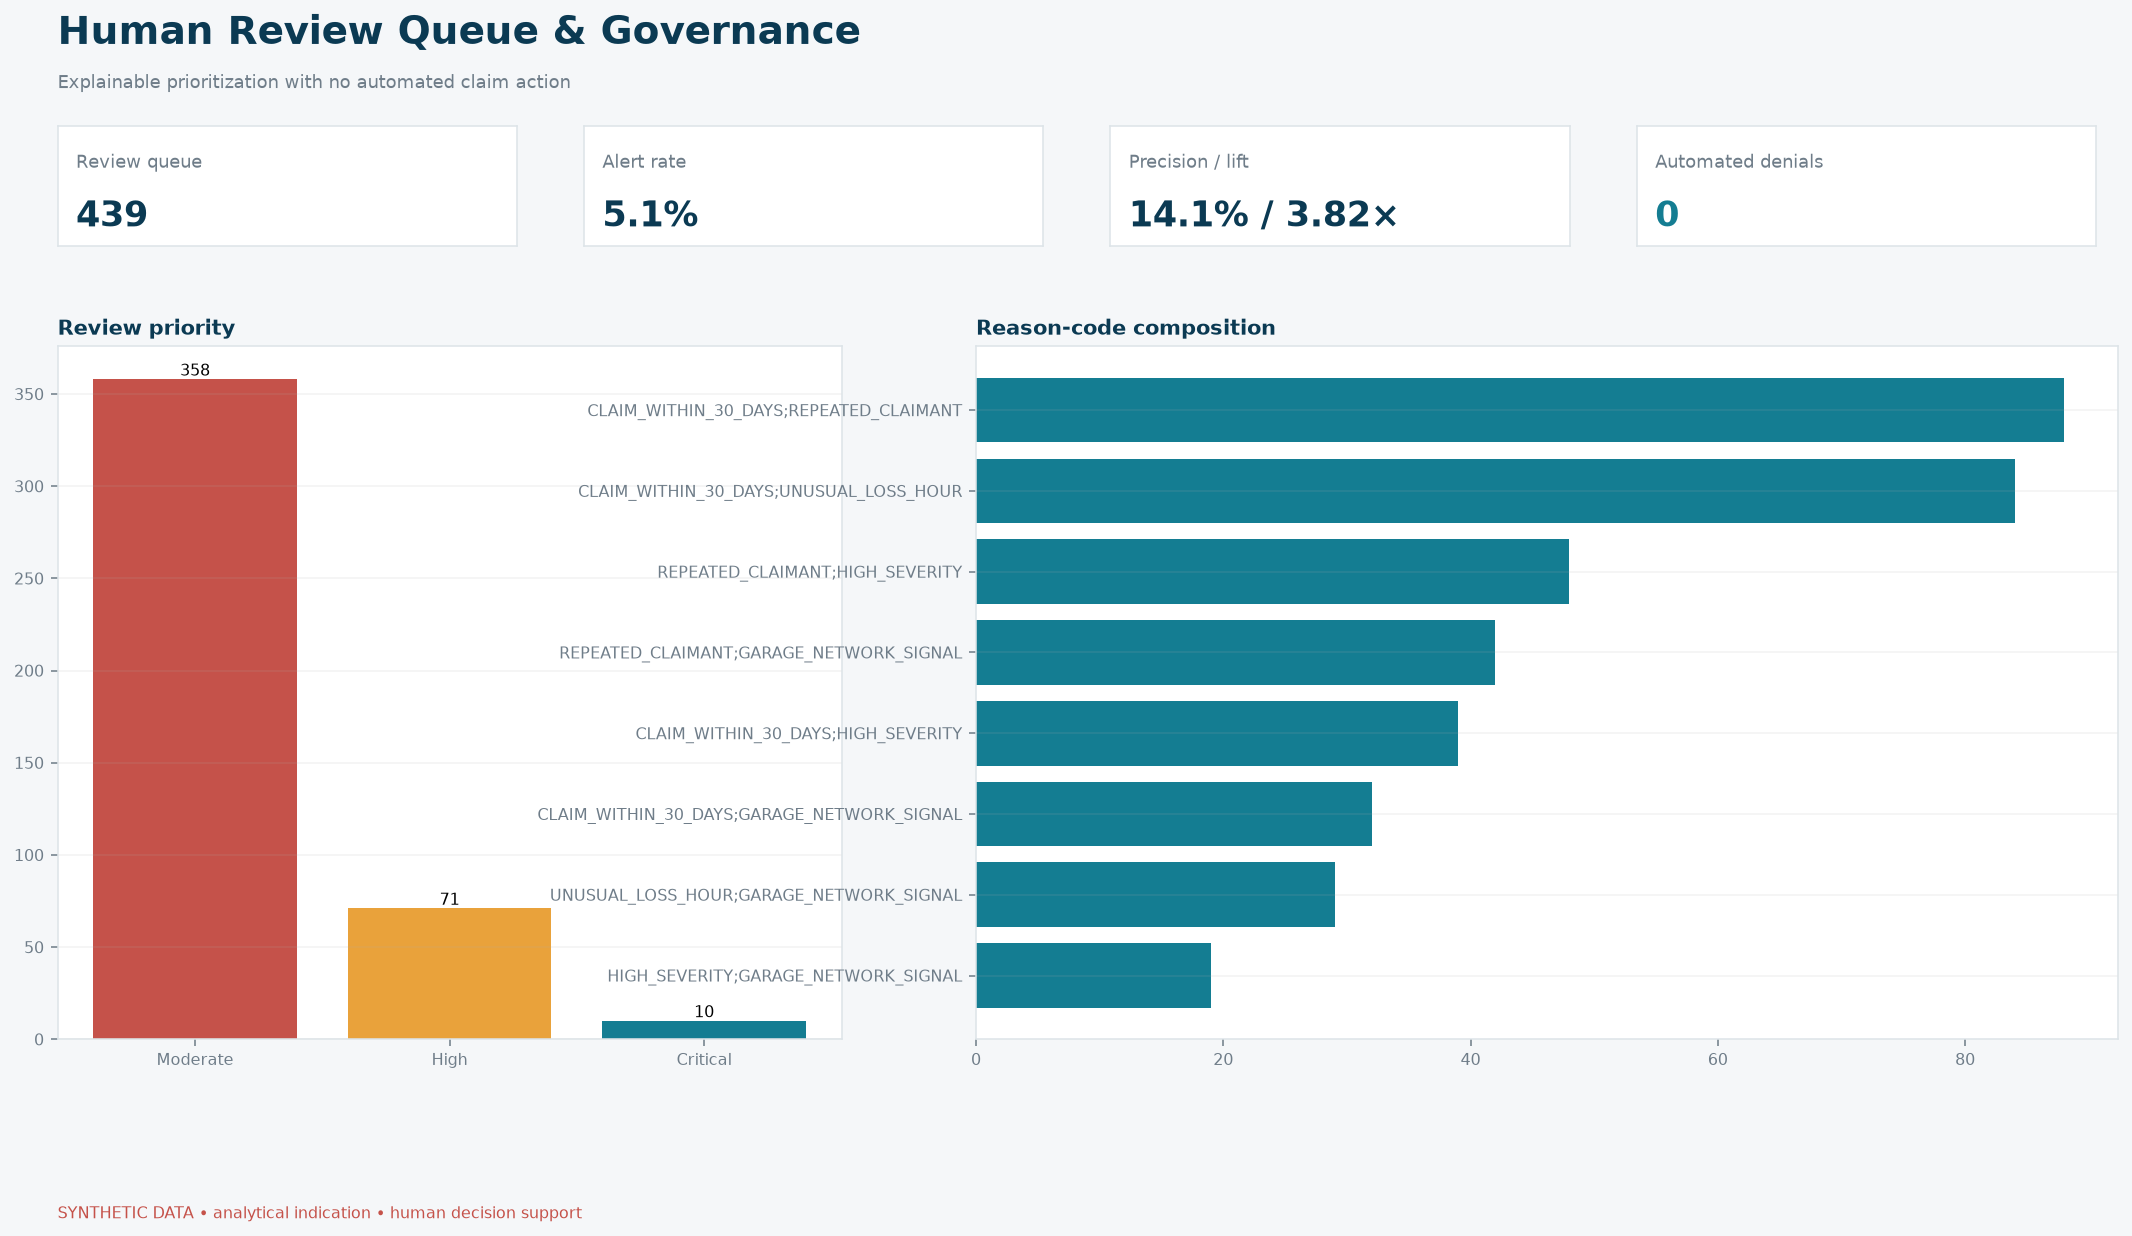 Human Review Queue & Governance
Explainable prioritization with no automated claim action
Review queue
439
Alert rate
5.1%
Precision / lift
14.1% / 3.82×
Automated denials
0
Review priority
350
300
250
200
150
100
50
0
358
71
10
Moderate
High
Critical
Reason-code composition
CLAIM_WITHIN_30_DAYS;REPEATED_CLAIMANT
CLAIM_WITHIN_30_DAYS;UNUSUAL_LOSS_HOUR
REPEATED_CLAIMANT;HIGH_SEVERITY
REPEATED_CLAIMANT;GARAGE_NETWORK_SIGNAL
CLAIM_WITHIN_30_DAYS;HIGH_SEVERITY
CLAIM_WITHIN_30_DAYS;GARAGE_NETWORK_SIGNAL
UNUSUAL_LOSS_HOUR;GARAGE_NETWORK_SIGNAL
HIGH_SEVERITY;GARAGE_NETWORK_SIGNAL
0
20
40
60
80
SYNTHETIC DATA • analytical indication • human decision support